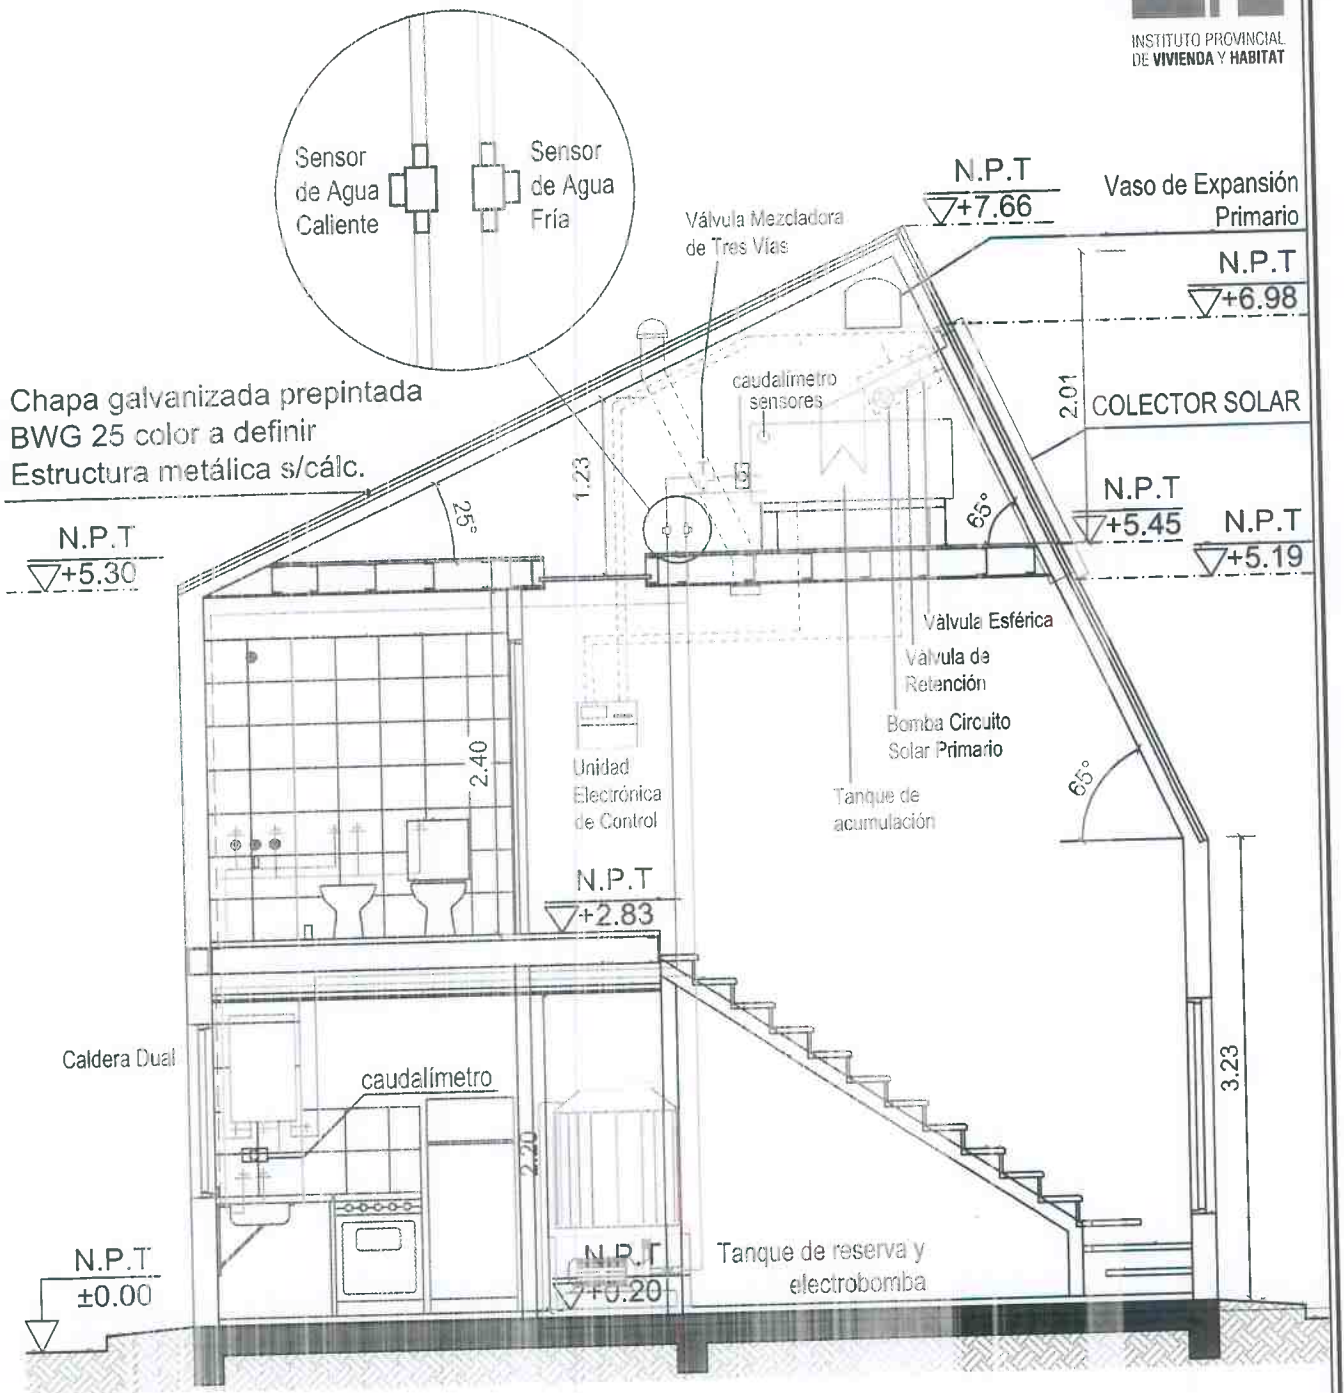 INSTITUTO PROVINCIAL
DE VIVIENDA Y HABITAT
Sensor
de Agua
Caliente
Sensor
de Agua
Fría
Válvula Mezcladora
de Tres Vías
N.P.T
+7.66
Vaso de Expansión
Primario
N.P.T
+6.98
2.01
COLECTOR SOLAR
caudalímetro
sensores
Chapa galvanizada prepintada
BWG 25 color a definir
Estructura metálica s/cálc.
1.23
25°
65°
N.P.T
+5.45
N.P.T
+5.19
N.P.T
+5.30
Válvula Esférica
Válvula de
Retención
Bomba Circuito
Solar Primario
2.40
Unidad
Electrónica
de Control
Tanque de
acumulación
65°
N.P.T
+2.83
Caldera Dual
caudalímetro
2.20
3.23
N.P.T
±0.00
N.P.T
+0.20
Tanque de reserva y
electrobomba